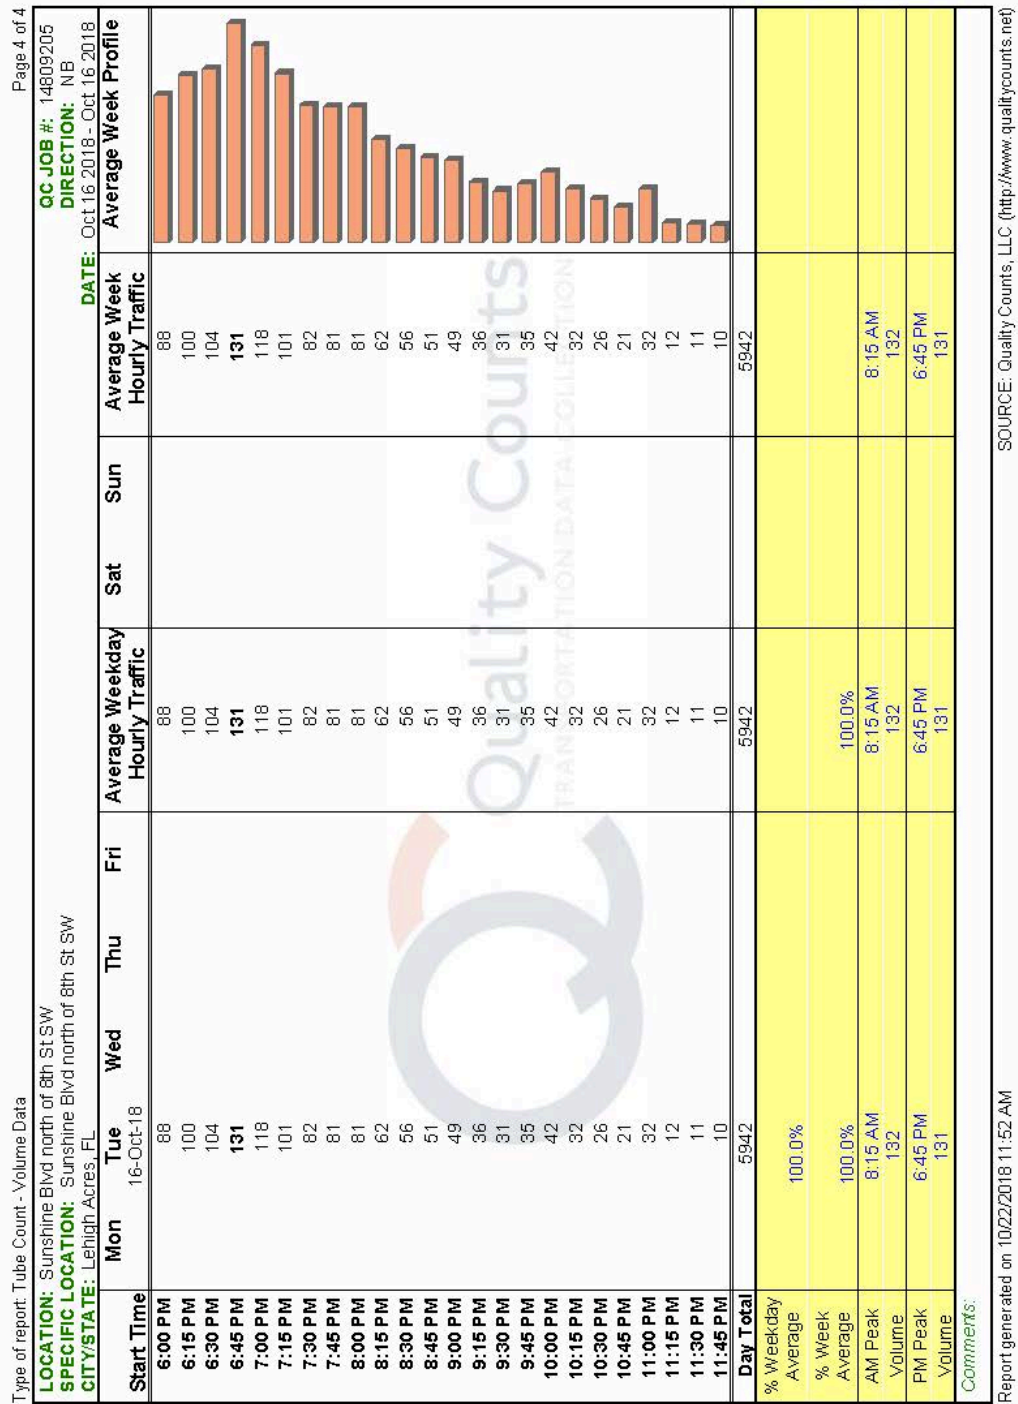 Type of report: Tube Count - Volume Data Page 4 of 4
LOCATION: Sunshine Blvd north of 8th St SW QC JOB #: 14809205
SPECIFIC LOCATION: Sunshine Blvd north of 8th St SW DIRECTION: NB
CITY/STATE: Lehigh Acres, FL DATE: Oct 16 2018 - Oct 16 2018
Start Time Mon Tue Wed Thu Fri Average Weekday Hourly Traffic Sat Sun Average Week Hourly Traffic Average Week Profile
16-Oct-18
6:00 PM 88 88 88
6:15 PM 100 100 100
6:30 PM 104 104 104
6:45 PM 131 131 131
7:00 PM 118 118 118
7:15 PM 101 101 101
7:30 PM 82 82 82
7:45 PM 81 81 81
8:00 PM 81 81 81
8:15 PM 62 62 62
8:30 PM 56 56 56
8:45 PM 51 51 51
9:00 PM 49 49 49
9:15 PM 36 36 36
9:30 PM 31 31 31
9:45 PM 35 35 35
10:00 PM 42 42 42
10:15 PM 32 32 32
10:30 PM 26 26 26
10:45 PM 21 21 21
11:00 PM 32 32 32
11:15 PM 12 12 12
11:30 PM 11 11 11
11:45 PM 10 10 10
Day Total 5942 5942 5942
% Weekday
Average 100.0%
% Week
Average 100.0% 100.0%
AM Peak 8:15 AM 8:15 AM 8:15 AM
Volume 132 132 132
PM Peak 6:45 PM 6:45 PM 6:45 PM
Volume 131 131 131
Comments:
Report generated on 10/22/2018 11:52 AM SOURCE: Quality Counts, LLC (http://www.qualitycounts.net)
QC Quality Counts
TRANSPORTATION DATA COLLECTION